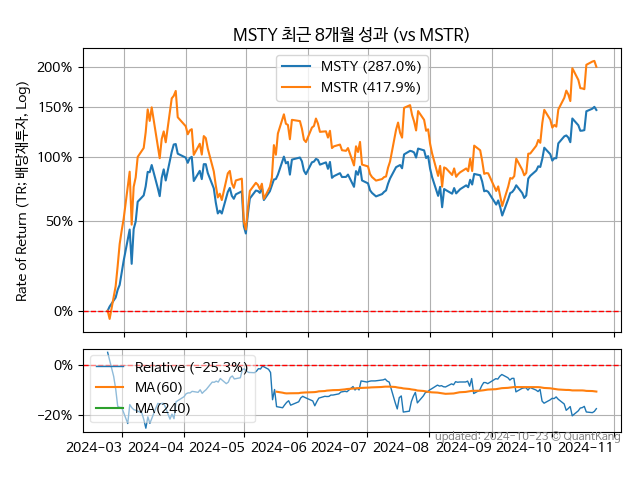 MSTY 최근 8개월 성과 (vs MSTR)
Rate of Return (TR: 배당재투자, Log)
200%
150%
100%
50%
0%
MSTY (287.0%)
MSTR (417.9%)
0%
−20%
Relative (−25.3%)
MA(60)
MA(240)
updated: 2024-10-23 © QuantKang
2024-03 2024-04 2024-05 2024-06 2024-07 2024-08 2024-09 2024-10 2024-11